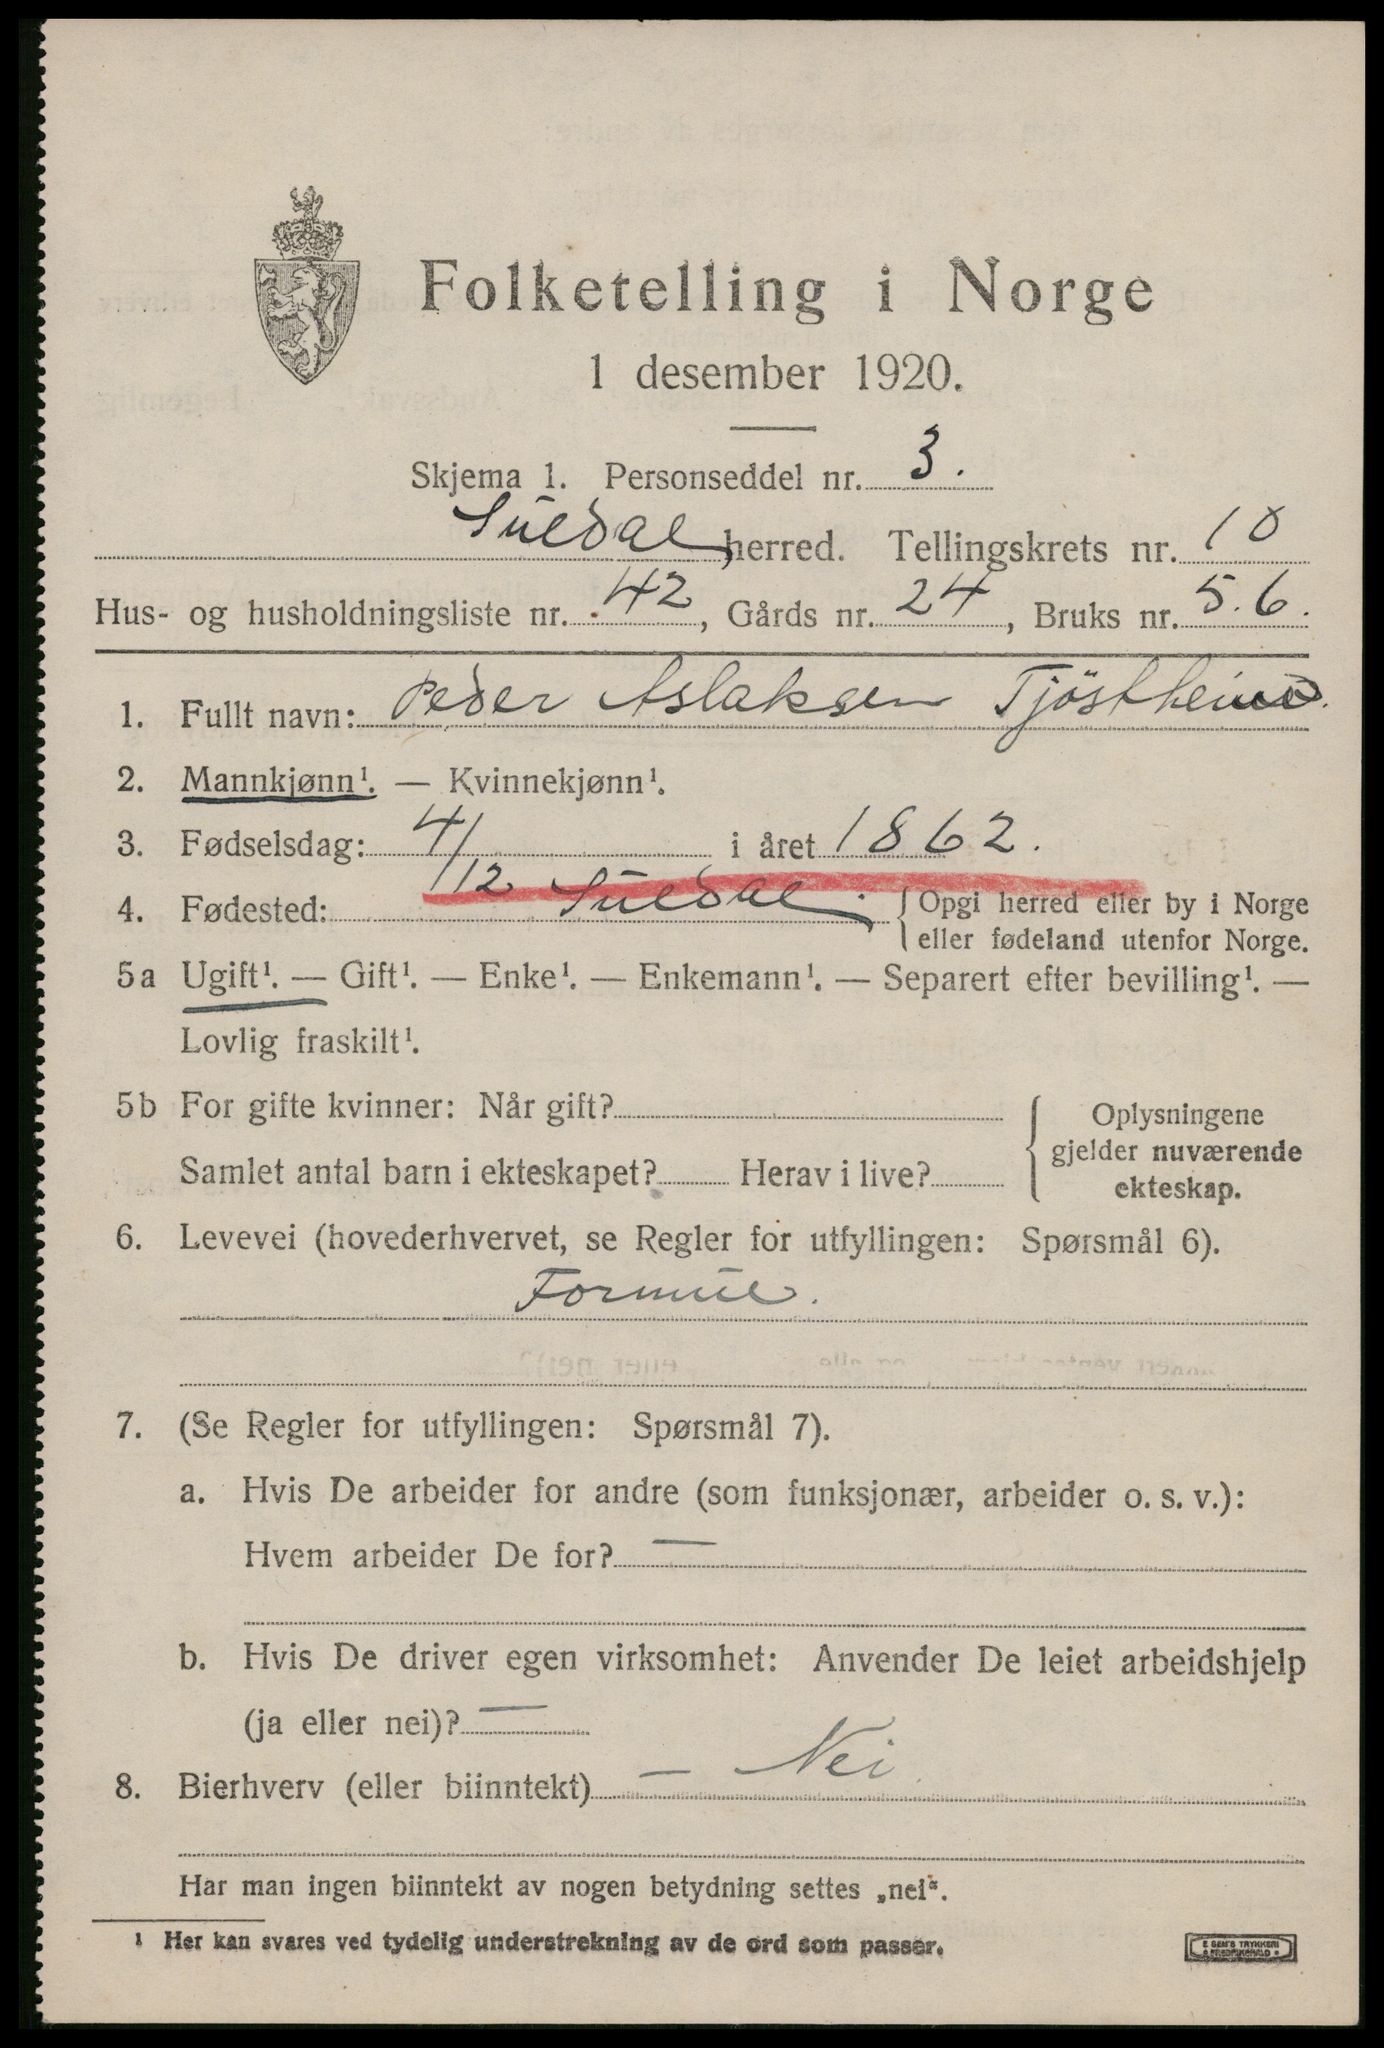 Folketelling i Norge
1 desember 1920.
Skjema 1. Personseddel nr. 3.
Suldal herred. Tellingskrets nr. 10
Hus- og husholdningsliste nr. 42, Gårds nr. 24, Bruks nr. 5.6.
1. Fullt navn: Peder Aslaksen Tjöstheim.
2. Mannkjønn¹. — Kvinnekjønn¹.
3. Fødselsdag: 4/12 i året 1862.
4. Fødested: Suldal. { Opgi herred eller by i Norge
eller fødeland utenfor Norge.
5a Ugift¹. — Gift¹. — Enke¹. — Enkemann¹. — Separert efter bevilling¹. —
Lovlig fraskilt¹.
5b For gifte kvinner: Når gift?
Samlet antal barn i ekteskapet? Herav i live?
Oplysningene
gjelder nuværende
ekteskap.
6. Levevei (hovederhvervet, se Regler for utfyllingen: Spørsmål 6).
Formue.
7. (Se Regler for utfyllingen: Spørsmål 7).
a. Hvis De arbeider for andre (som funksjonær, arbeider o. s. v.):
Hvem arbeider De for? —
b. Hvis De driver egen virksomhet: Anvender De leiet arbeidshjelp
(ja eller nei)? —
8. Bierhverv (eller biinntekt) — Nei.
Har man ingen biinntekt av nogen betydning settes „nei".
¹ Her kan svares ved tydelig understrekning av de ord som passer.
E SEM'S TRYKKERI
FREDRIKSHALD